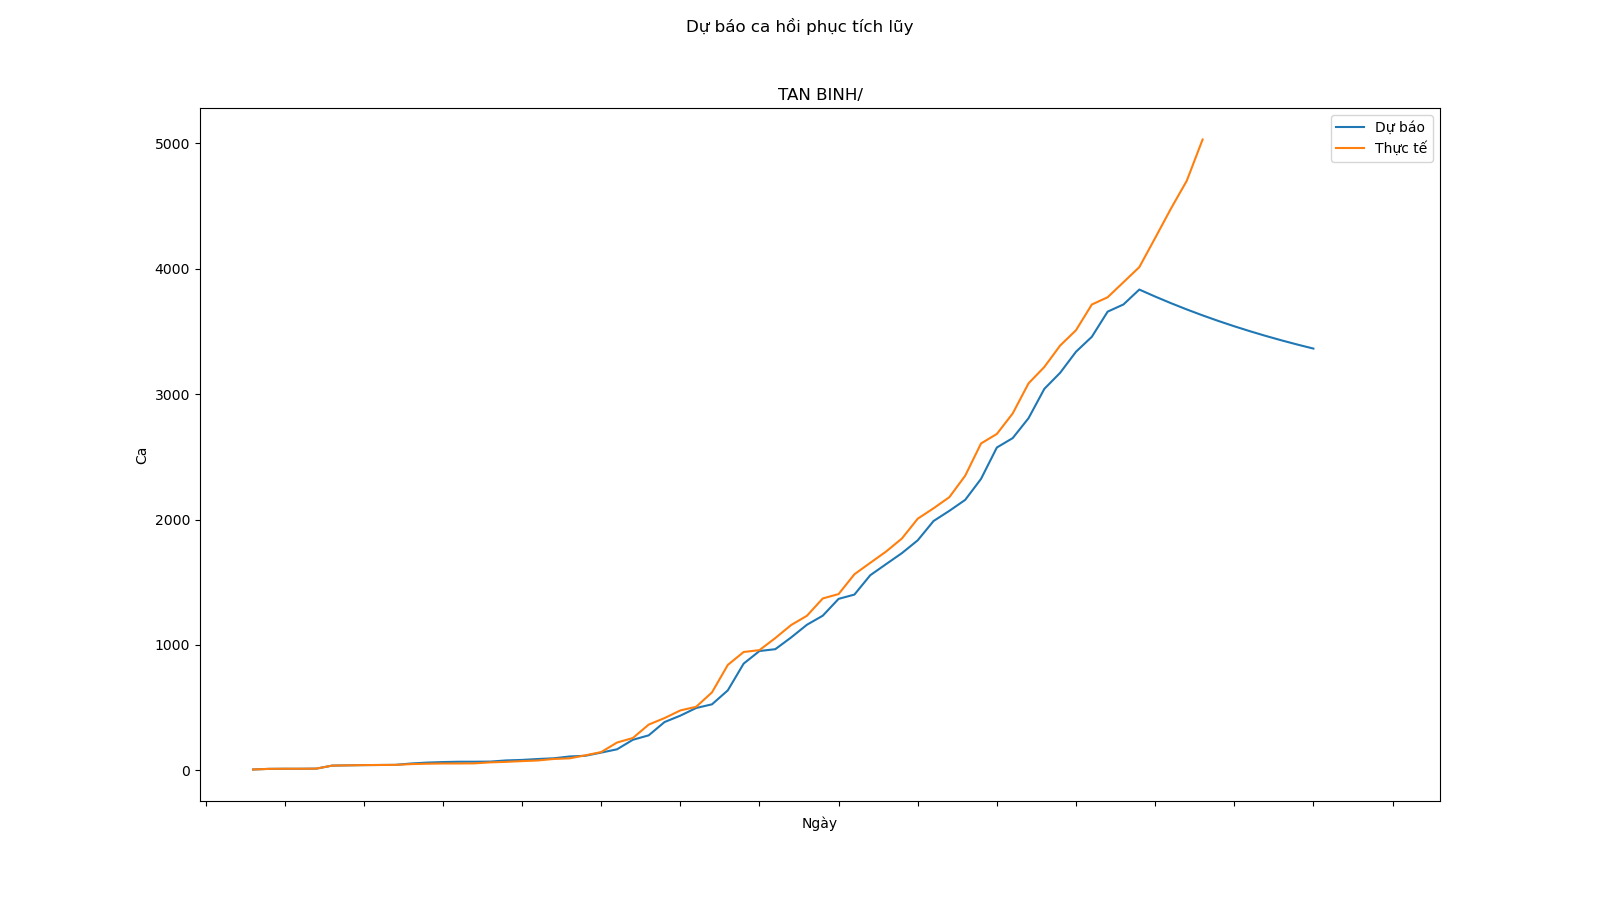 Dự báo ca hồi phục tích lũy
TAN BINH/
Dự báo
Thực tế
5000
4000
3000
2000
1000
0
Ca
Ngày